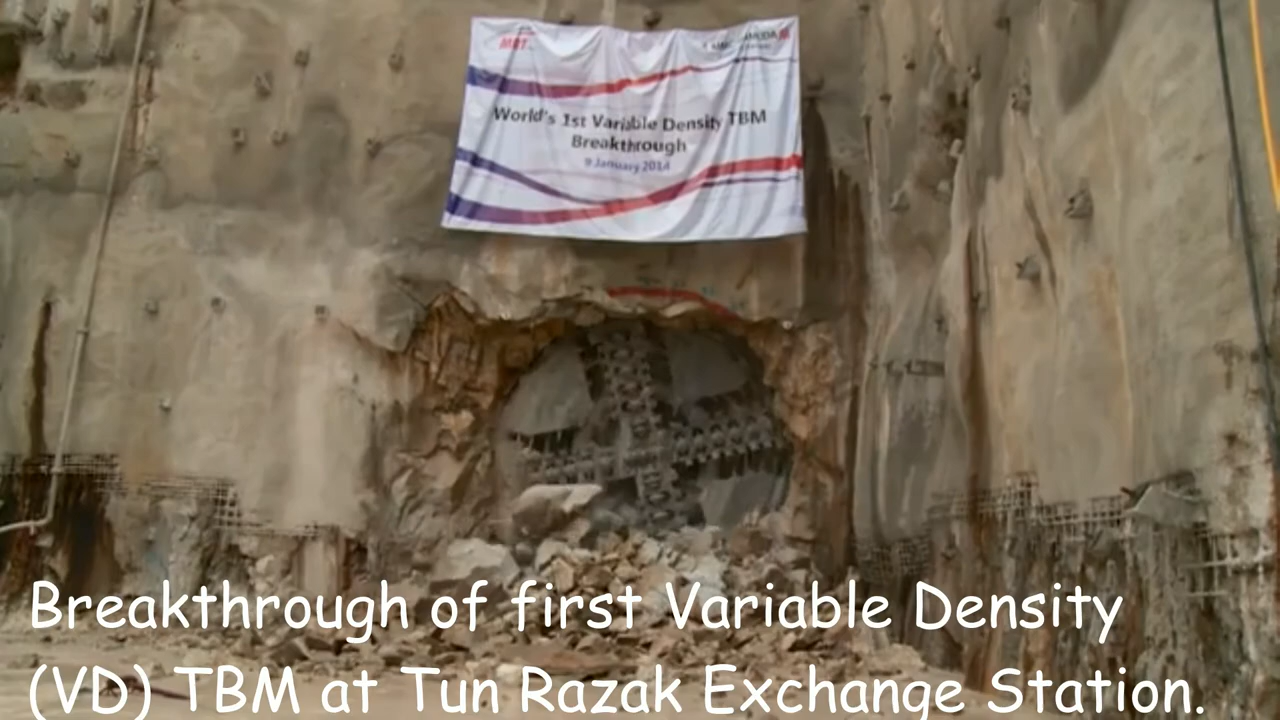 MRT
World's 1st Variable Density TBM
Breakthrough
9 January 2014
Breakthrough of first Variable Density
(VD) TBM at Tun Razak Exchange Station.